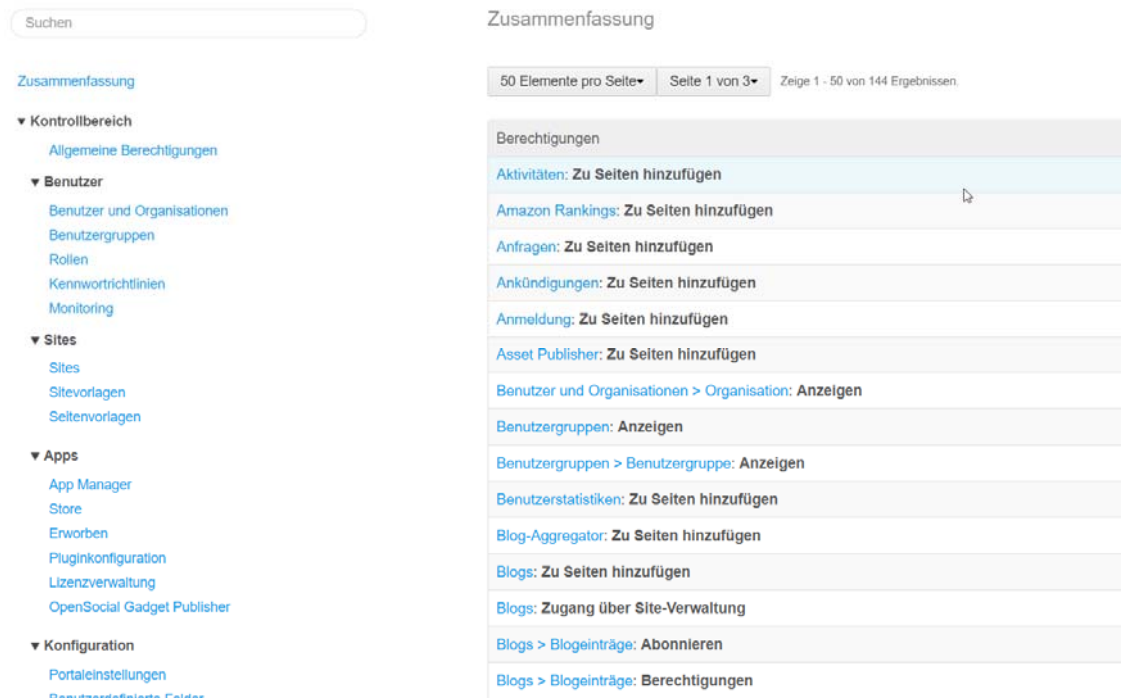 Suchen
Zusammenfassung
▾ Kontrollbereich
Allgemeine Berechtigungen
▾ Benutzer
Benutzer und Organisationen
Benutzergruppen
Rollen
Kennwortrichtlinien
Monitoring
▾ Sites
Sites
Sitevorlagen
Seitenvorlagen
▾ Apps
App Manager
Store
Erworben
Pluginkonfiguration
Lizenzverwaltung
OpenSocial Gadget Publisher
▾ Konfiguration
Portaleinstellungen
Benutzerdefinierte Felder
Zusammenfassung
50 Elemente pro Seite▾ Seite 1 von 3▾ Zeige 1 - 50 von 144 Ergebnissen.
Berechtigungen
Aktivitäten: Zu Seiten hinzufügen
Amazon Rankings: Zu Seiten hinzufügen
Anfragen: Zu Seiten hinzufügen
Ankündigungen: Zu Seiten hinzufügen
Anmeldung: Zu Seiten hinzufügen
Asset Publisher: Zu Seiten hinzufügen
Benutzer und Organisationen > Organisation: Anzeigen
Benutzergruppen: Anzeigen
Benutzergruppen > Benutzergruppe: Anzeigen
Benutzerstatistiken: Zu Seiten hinzufügen
Blog-Aggregator: Zu Seiten hinzufügen
Blogs: Zu Seiten hinzufügen
Blogs: Zugang über Site-Verwaltung
Blogs > Blogeinträge: Abonnieren
Blogs > Blogeinträge: Berechtigungen